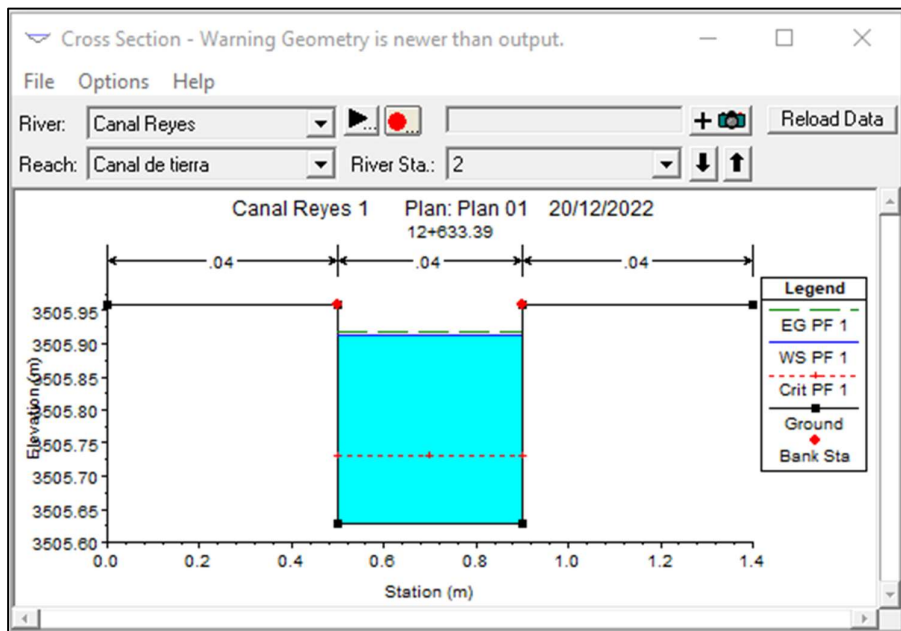 Cross Section - Warning Geometry is newer than output.
File Options Help
River: Canal Reyes Reload Data
Reach: Canal de tierra River Sta.: 2
Canal Reyes 1 Plan: Plan 01 20/12/2022
12+633.39
.04 .04 .04
Elevation (m)
3505.95
3505.90
3505.85
3505.80
3505.75
3505.70
3505.65
3505.60
0.0 0.2 0.4 0.6 0.8 1.0 1.2 1.4
Station (m)
Legend
EG PF 1
WS PF 1
Crit PF 1
Ground
Bank Sta